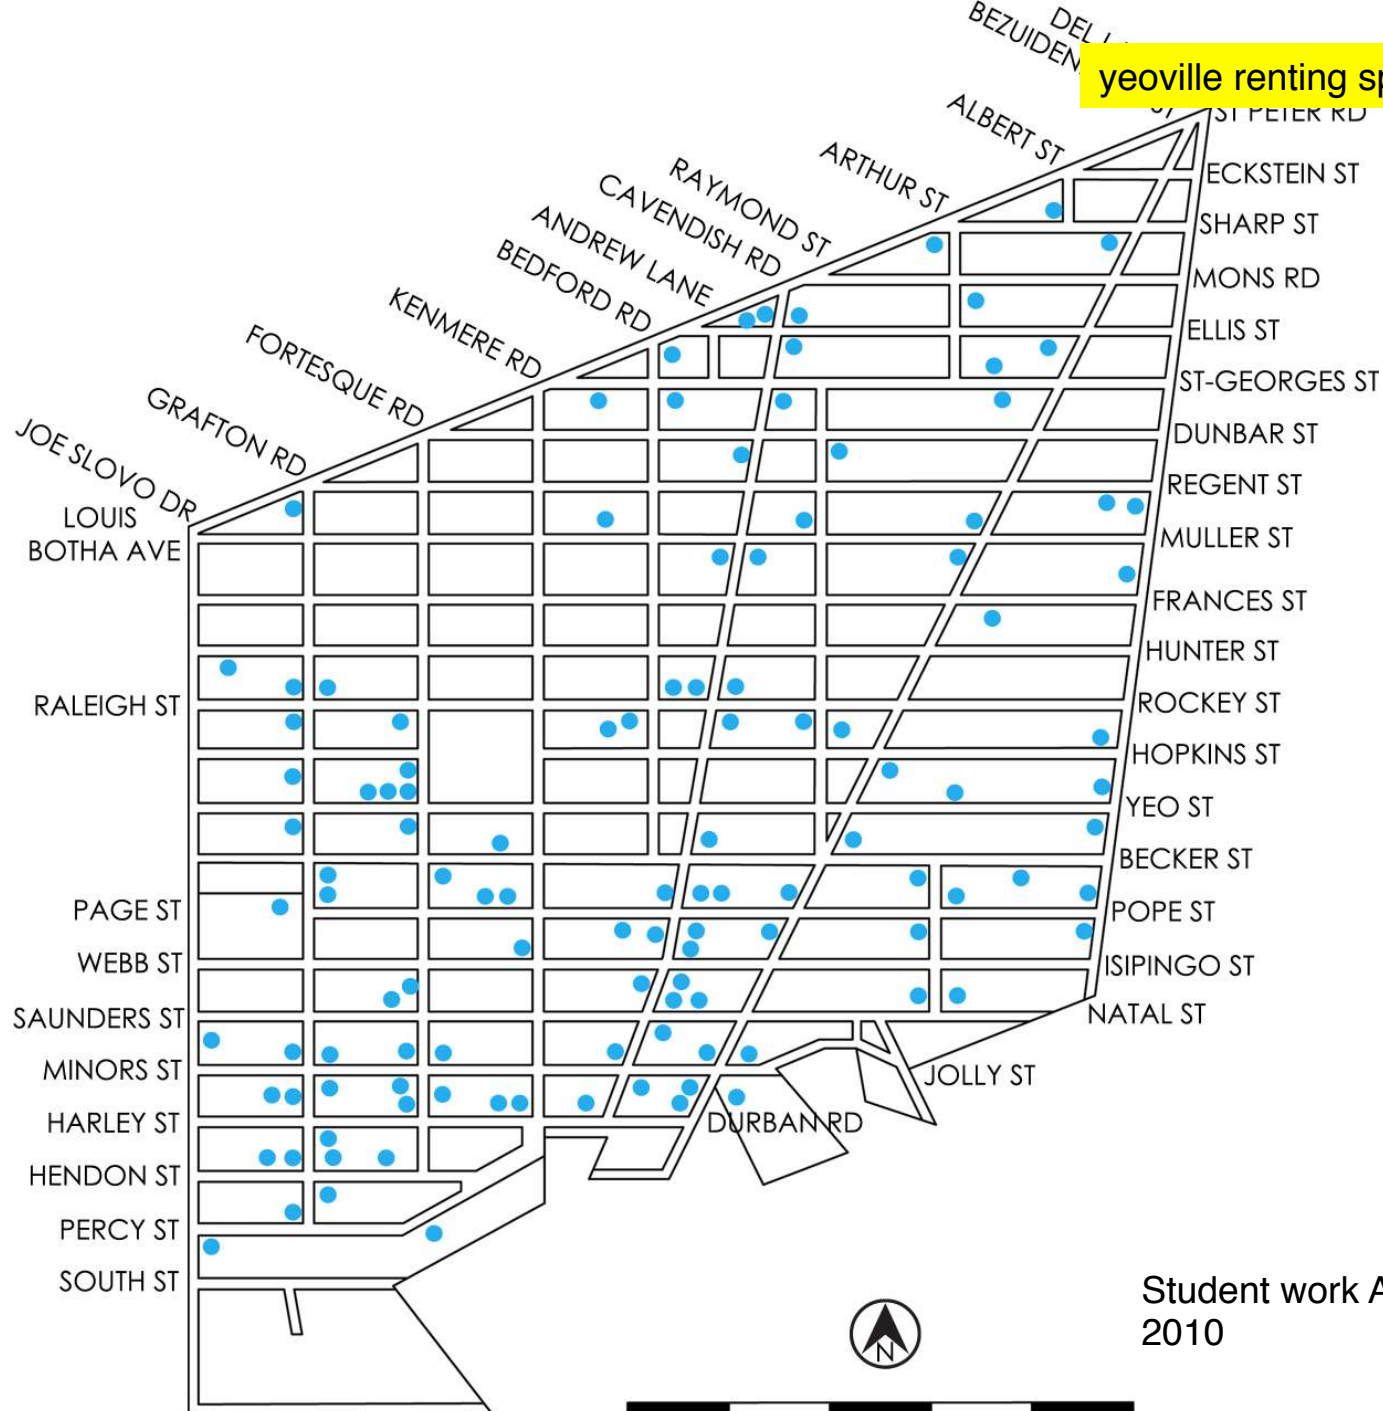 DEL
BEZUIDEN
yeoville renting
ST PETER RD
ALBERT ST
ARTHUR ST
ECKSTEIN ST
RAYMOND ST
CAVENDISH RD
SHARP ST
ANDREW LANE
BEDFORD RD
MONS RD
KENMERE RD
ELLIS ST
FORTESQUE RD
ST-GEORGES ST
GRAFTON RD
DUNBAR ST
JOE SLOVO DR
REGENT ST
LOUIS
BOTHA AVE
MULLER ST
FRANCES ST
HUNTER ST
RALEIGH ST
ROCKEY ST
HOPKINS ST
YEO ST
BECKER ST
PAGE ST
POPE ST
WEBB ST
ISIPINGO ST
SAUNDERS ST
NATAL ST
MINORS ST
JOLLY ST
HARLEY ST
DURBAN RD
HENDON ST
PERCY ST
SOUTH ST
Student work
2010
N